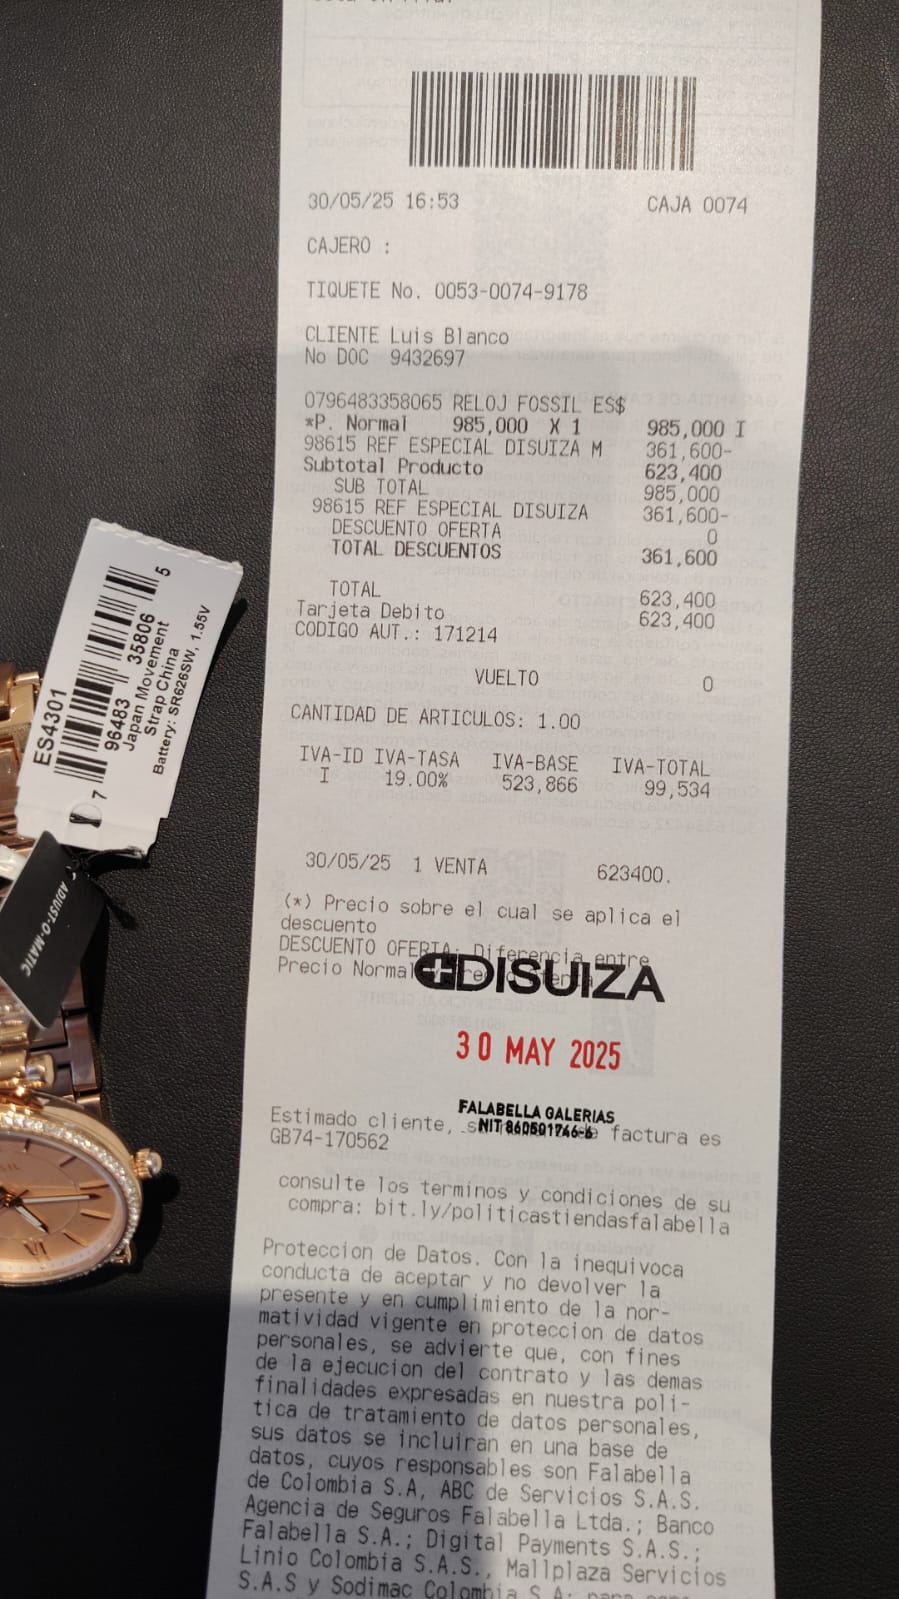 30/05/25 16:53 CAJA 0074
CAJERO :
TIQUETE No. 0053-0074-9178
CLIENTE Luis Blanco
No DOC 9432697
0796483358065 RELOJ FOSSIL ES$
*P. Normal 985,000 X 1 985,000 I
98615 REF ESPECIAL DISUIZA M 361,600-
Subtotal Producto 623,400
SUB TOTAL 985,000
98615 REF ESPECIAL DISUIZA 361,600-
DESCUENTO OFERTA 0
TOTAL DESCUENTOS 361,600
TOTAL 623,400
Tarjeta Debito 623,400
CODIGO AUT.: 171214
VUELTO 0
CANTIDAD DE ARTICULOS: 1.00
IVA-ID IVA-TASA IVA-BASE IVA-TOTAL
I 19.00% 523,866 99,534
30/05/25 1 VENTA 623400.
(*) Precio sobre el cual se aplica el
descuento
DESCUENTO OFERTA: Diferencia entre
Precio Normal
DISUIZA
30 MAY 2025
FALABELLA GALERIAS
NIT 860501766-6
Estimado cliente, factura es
GB74-170562
consulte los terminos y condiciones de su
compra: bit.ly/politicastiendasfalabella
Proteccion de Datos. Con la inequivoca
conducta de aceptar y no devolver la
presente y en cumplimiento de la nor-
matividad vigente en proteccion de datos
personales, se advierte que, con fines
de la ejecucion del contrato y las demas
finalidades expresadas en nuestra poli-
tica de tratamiento de datos personales,
sus datos se incluiran en una base de
datos, cuyos responsables son Falabella
de Colombia S.A, ABC de Servicios S.A.S.
Agencia de Seguros Falabella Ltda.; Banco
Falabella S.A.; Digital Payments S.A.S.;
Linio Colombia S.A.S., Mallplaza Servicios
S.A.S y Sodimac Colombia S.A; para
ES4301
7 96483 35806 5
Japan Movement
Strap China
Battery: SR626SW, 1.55V
ADJUST-O-MATIC
VI